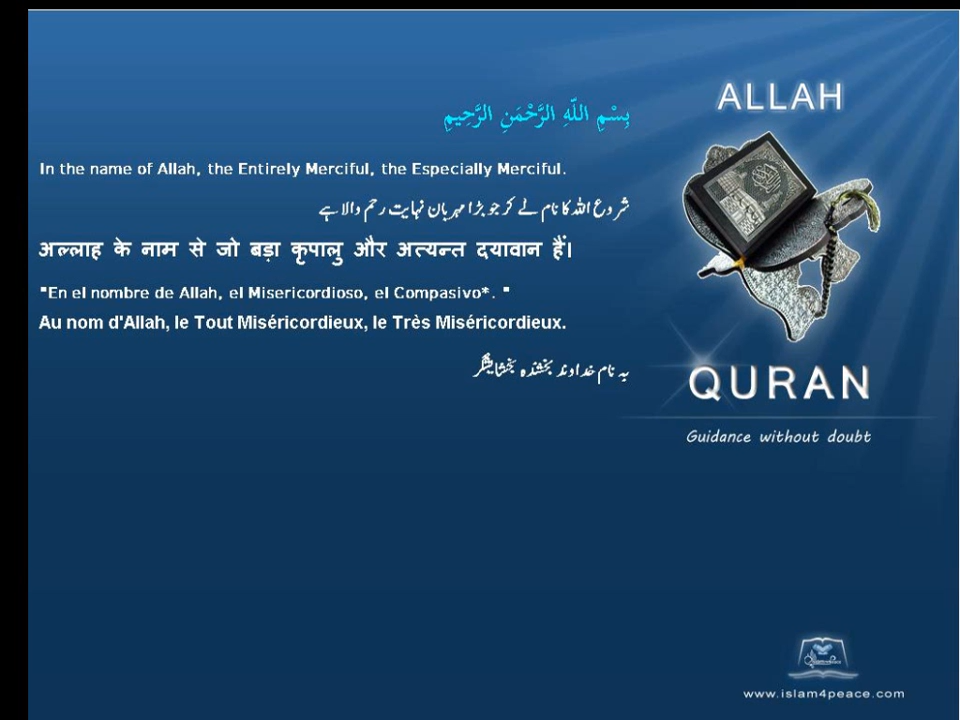 بِسْمِ اللَّهِ الرَّحْمَنِ الرَّحِيمِ
In the name of Allah, the Entirely Merciful, the Especially Merciful.
شروع الله کا نام لے کر جو بڑا مہربان نہایت رحم والا ہے
अल्लाह के नाम से जो बड़ा कृपालु और अत्यन्त दयावान हैं।
"En el nombre de Allah, el Misericordioso, el Compasivo*. "
Au nom d'Allah, le Tout Miséricordieux, le Très Miséricordieux.
به نام خداوند بخشنده بخشایشگر
ALLAH
QURAN
Guidance without doubt
www.islam4peace.com